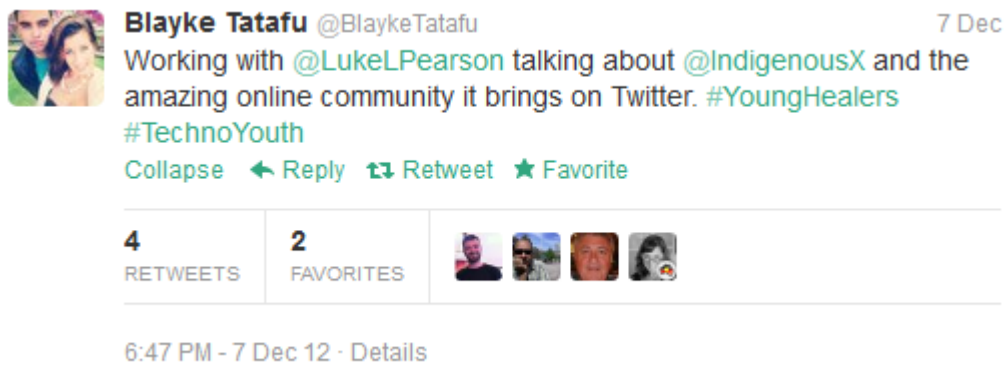 Blayke Tatafu @BlaykeTatafu 7 Dec
Working with @LukeLPearson talking about @IndigenousX and the
amazing online community it brings on Twitter. #YoungHealers
#TechnoYouth
Collapse Reply Retweet Favorite
4 2
RETWEETS FAVORITES
6:47 PM - 7 Dec 12 · Details